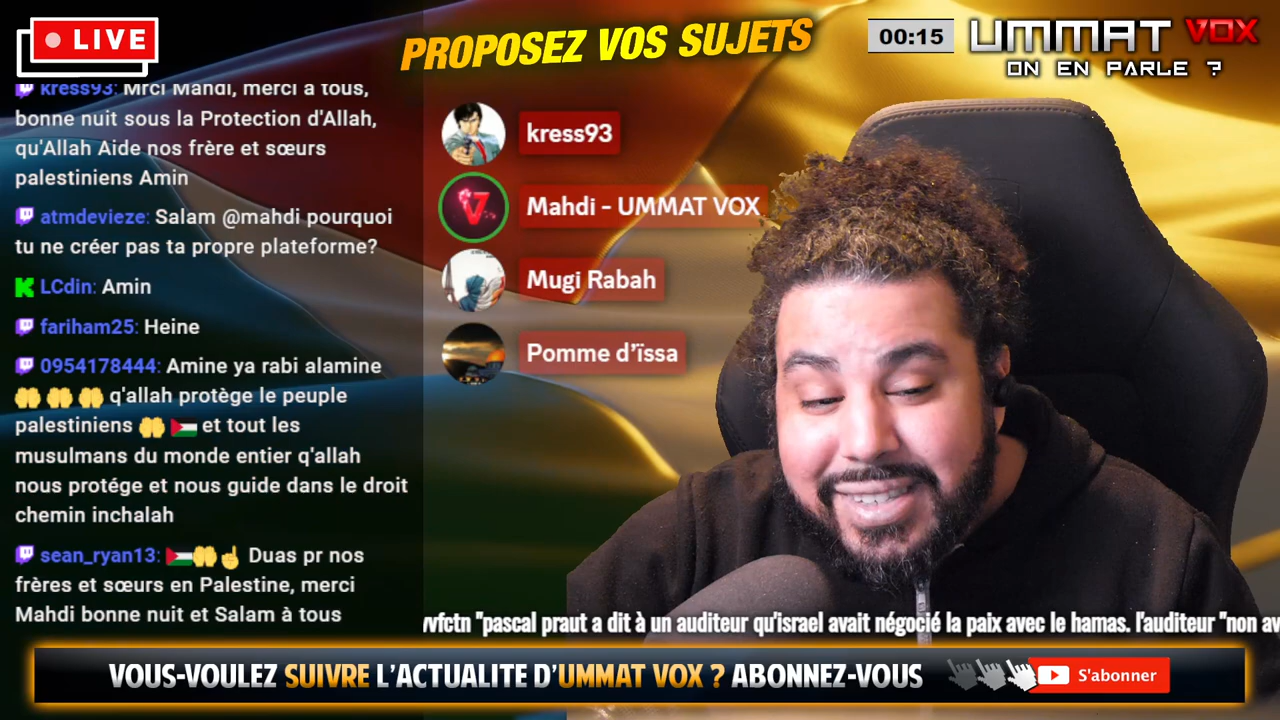 LIVE
PROPOSEZ VOS SUJETS
00:15
UMMAT VOX
ON EN PARLE ?
kress93: Mrci Mahdi, merci à tous,
bonne nuit sous la Protection d'Allah,
qu'Allah Aide nos frère et sœurs
palestiniens Amin
atmdevieze: Salam @mahdi pourquoi
tu ne créer pas ta propre plateforme?
LCdin: Amin
fariham25: Heine
0954178444: Amine ya rabi alamine
🤲 🤲 🤲 q'allah protège le peuple
palestiniens 🤲 🇵🇸 et tout les
musulmans du monde entier q'allah
nous protége et nous guide dans le droit
chemin inchalah
sean_ryan13: 🇵🇸🤲☝️ Duas pr nos
frères et sœurs en Palestine, merci
Mahdi bonne nuit et Salam à tous
kress93
Mahdi - UMMAT VOX
Mugi Rabah
Pomme d'ïssa
"pascal praut a dit à un auditeur qu'israel avait négocié la paix avec le hamas. l'auditeur "non
VOUS-VOULEZ SUIVRE L'ACTUALITE D'UMMAT VOX ? ABONNEZ-VOUS
S'abonner